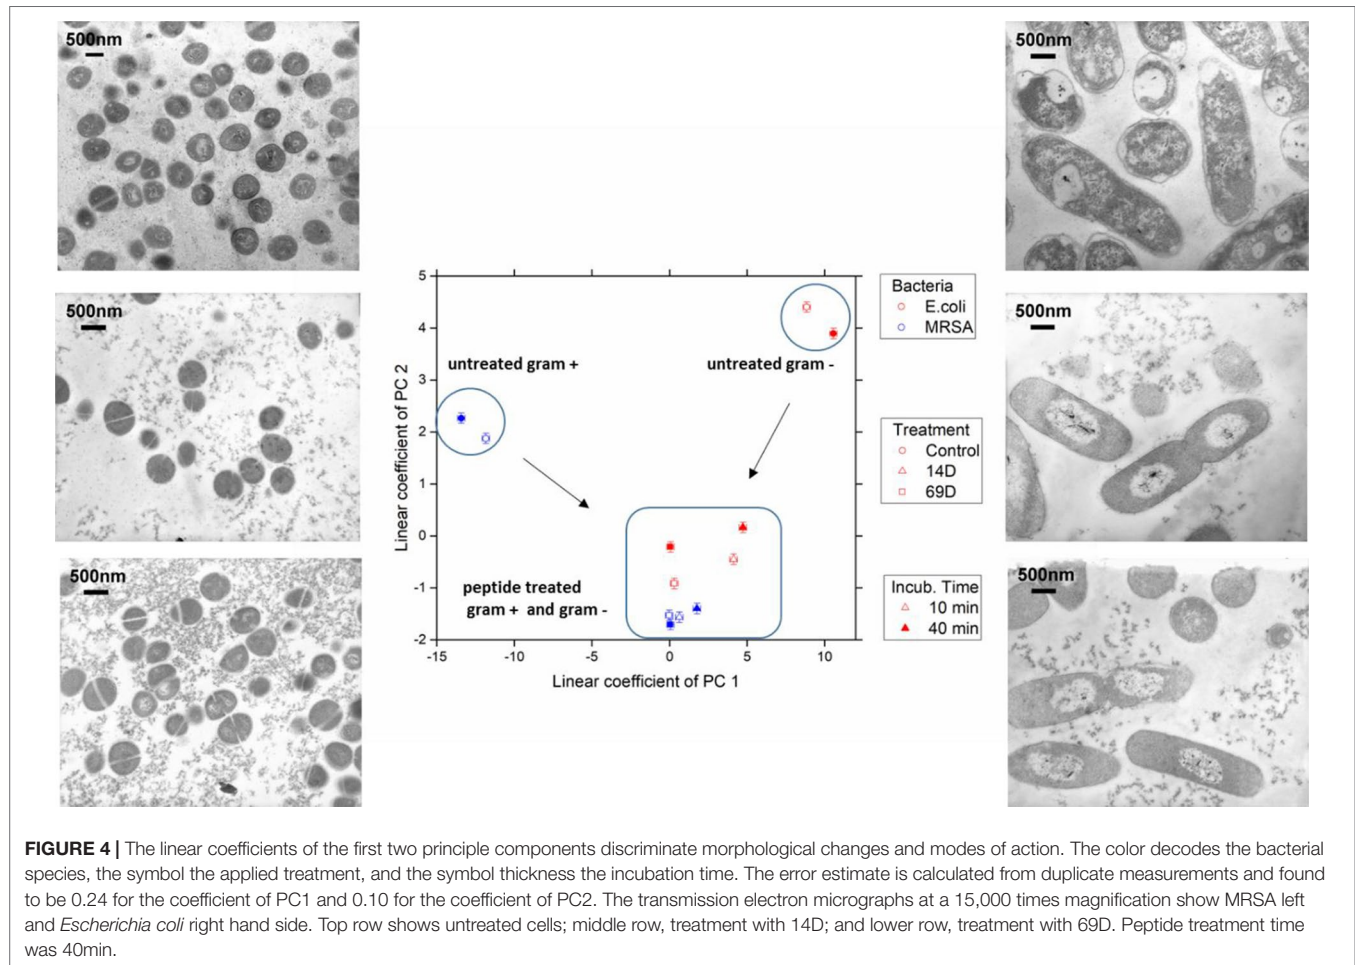 500nm
500nm
500nm
500nm
500nm
500nm
5
4
3
2
1
0
-1
-2
-15
-10
-5
0
5
10
Linear coefficient of PC 2
Linear coefficient of PC 1
untreated gram +
untreated gram -
peptide treated
gram + and gram -
Bacteria
E.coli
MRSA
Treatment
Control
14D
69D
Incub. Time
10 min
40 min
FIGURE 4 | The linear coefficients of the first two principle components discriminate morphological changes and modes of action. The color decodes the bacterial
species, the symbol the applied treatment, and the symbol thickness the incubation time. The error estimate is calculated from duplicate measurements and found
to be 0.24 for the coefficient of PC1 and 0.10 for the coefficient of PC2. The transmission electron micrographs at a 15,000 times magnification show MRSA left
and Escherichia coli right hand side. Top row shows untreated cells; middle row, treatment with 14D; and lower row, treatment with 69D. Peptide treatment time
was 40min.